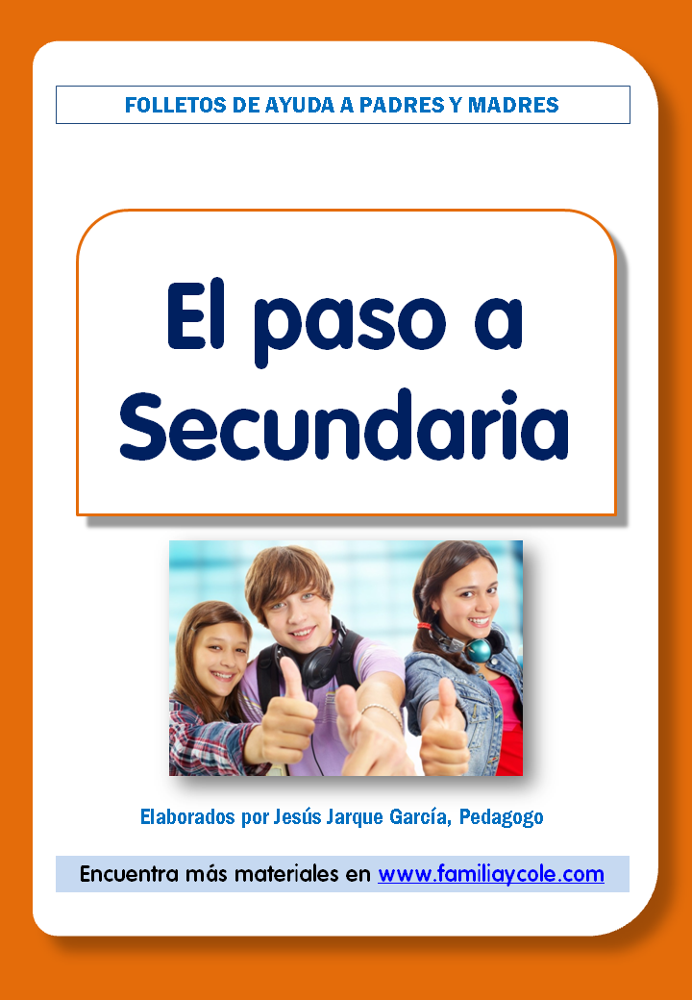 FOLLETOS DE AYUDA A PADRES Y MADRES
El paso a
Secundaria
Elaborados por Jesús Jarque García, Pedagogo
Encuentra más materiales en www.familiaycole.com